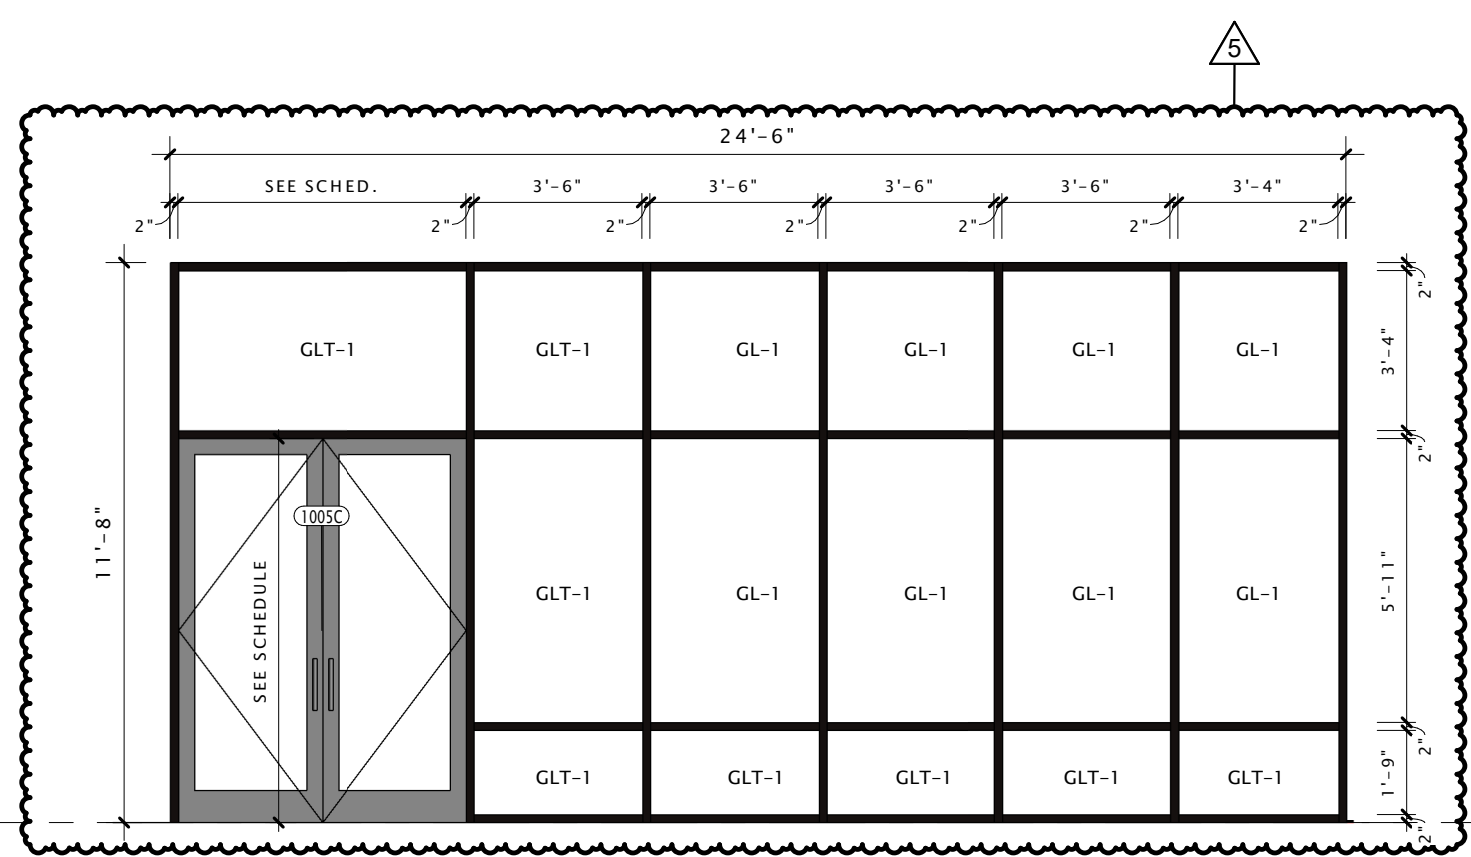 5
24'-6"
SEE SCHED. 3'-6" 3'-6" 3'-6" 3'-6" 3'-4"
2" 2" 2" 2" 2" 2" 2"
2"
GLT-1 GLT-1 GL-1 GL-1 GL-1 GL-1
3'-4"
2"
11'-8"
1005C
SEE SCHEDULE
GLT-1 GL-1 GL-1 GL-1 GL-1
5'-11"
2"
GLT-1 GLT-1 GLT-1 GLT-1 GLT-1
1'-9"
2"